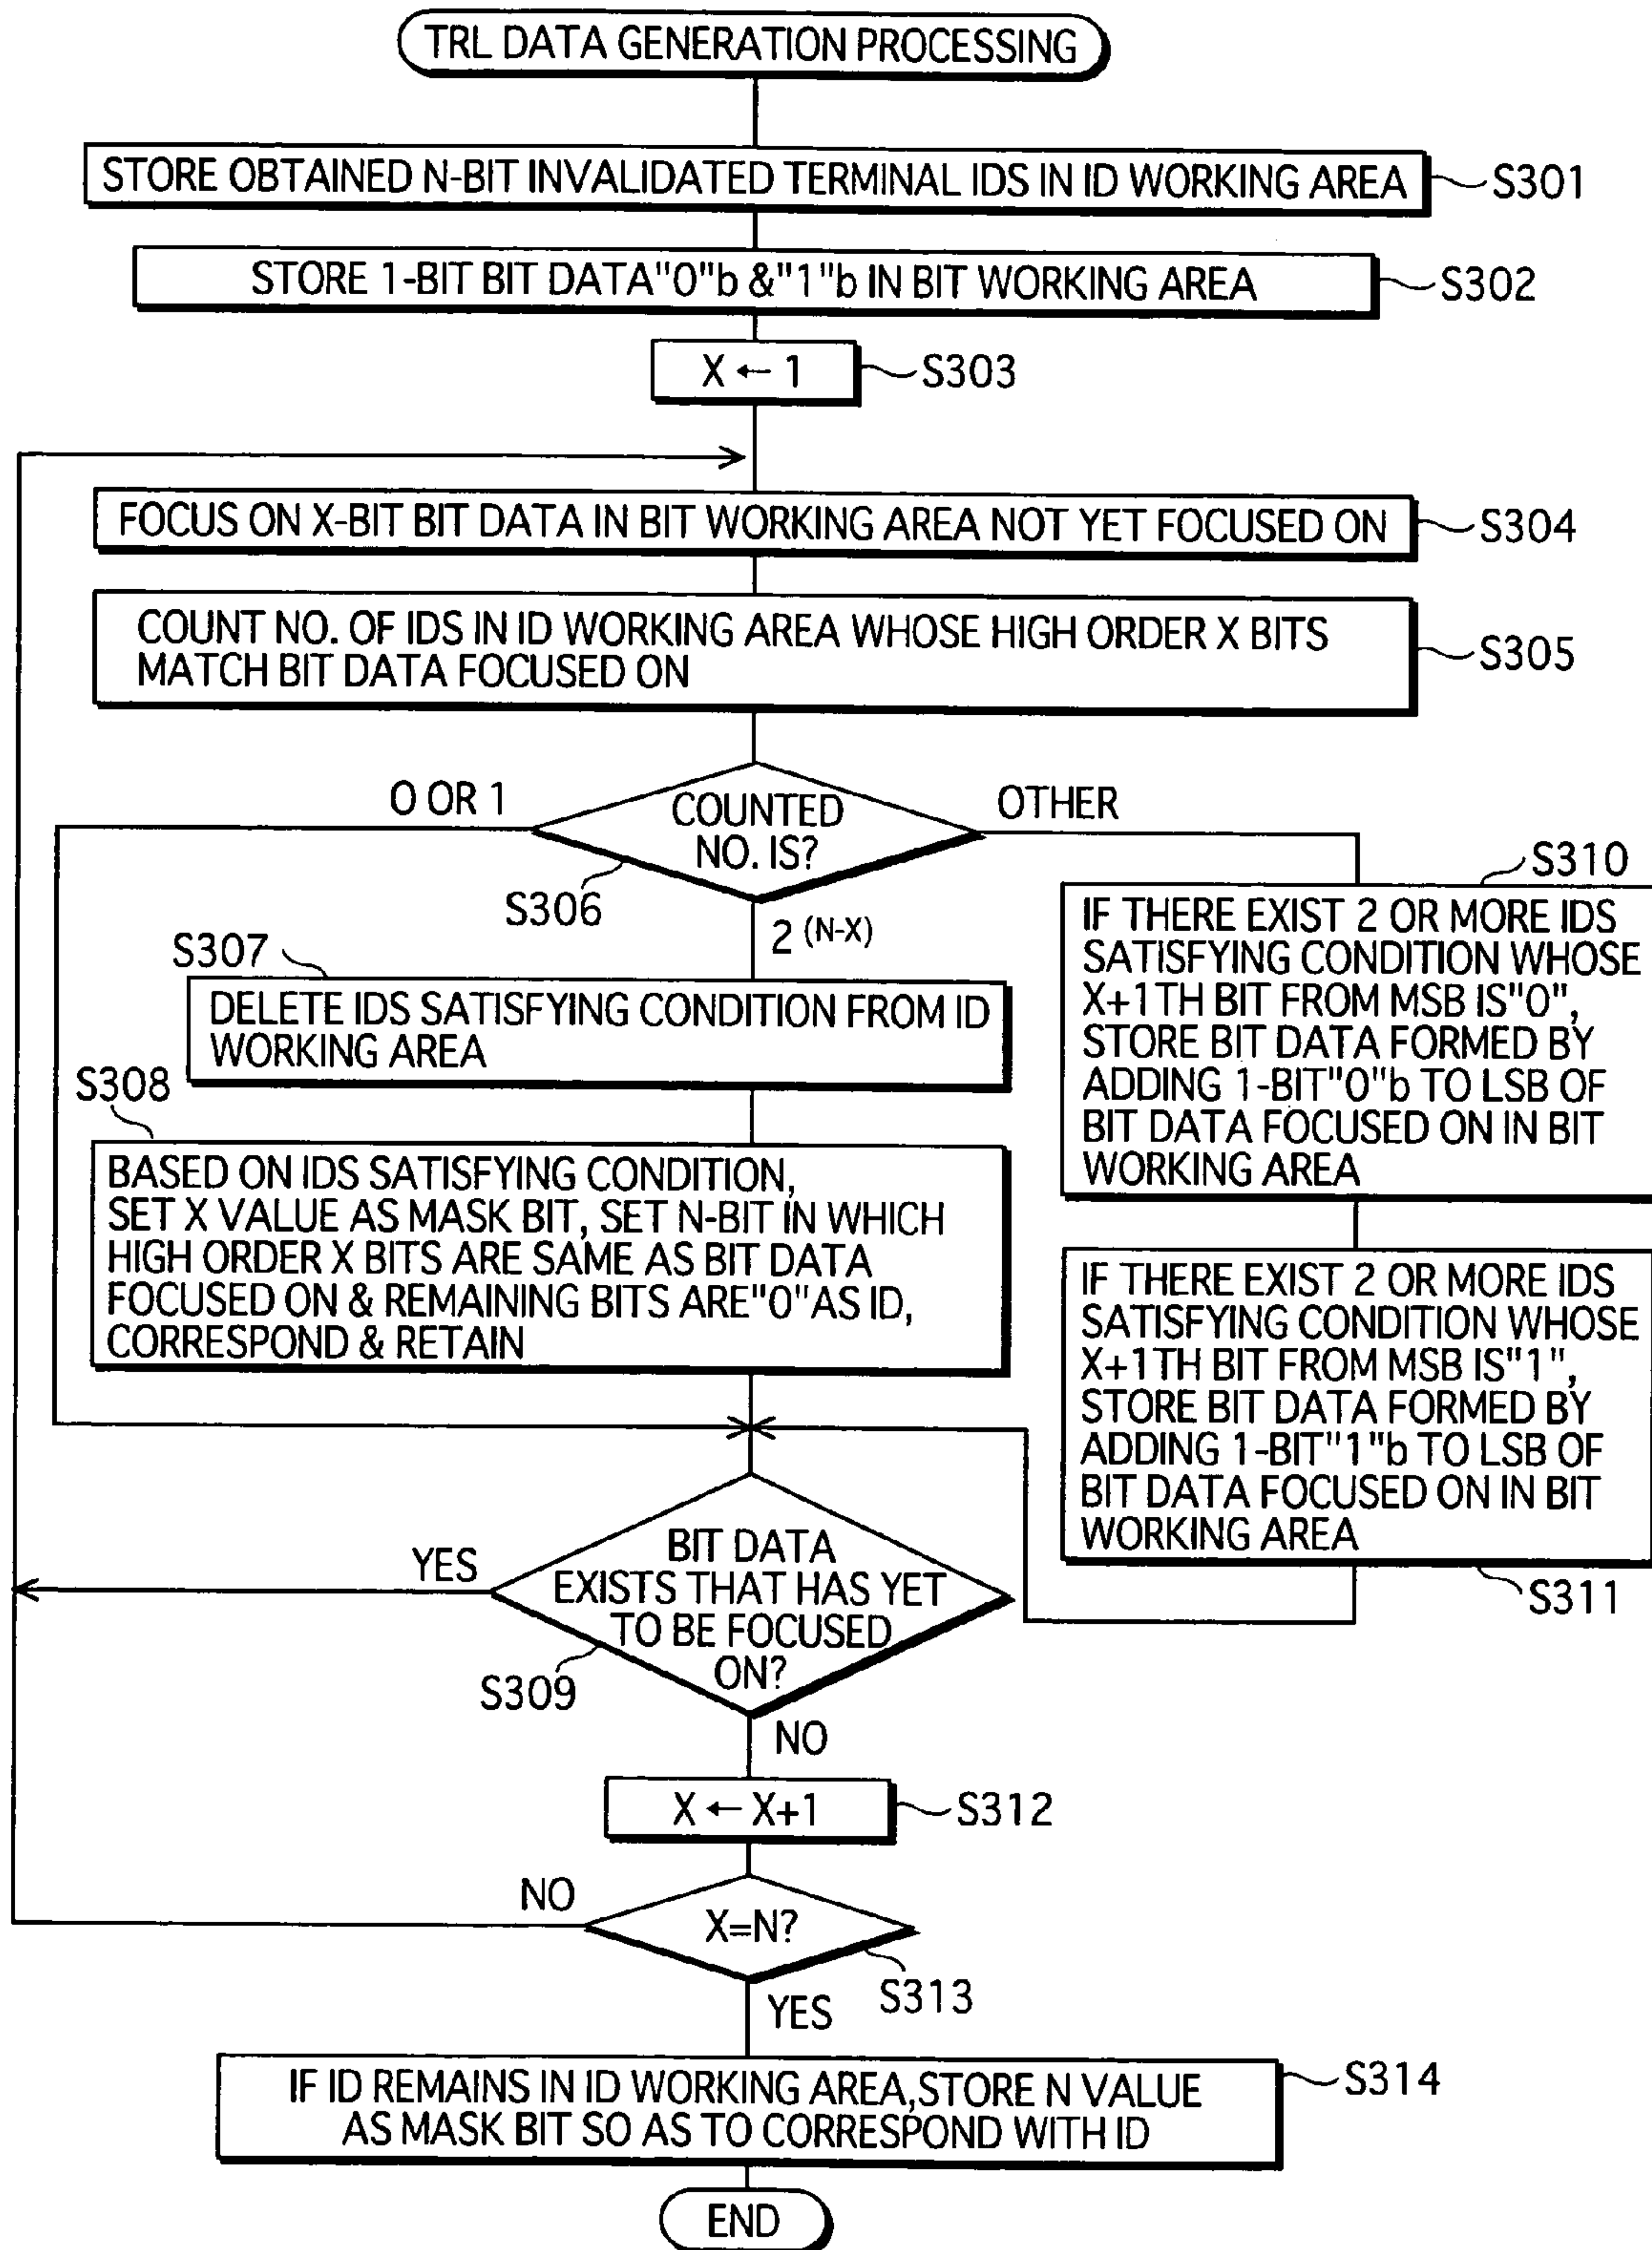 TRL DATA GENERATION PROCESSING
STORE OBTAINED N-BIT INVALIDATED TERMINAL IDS IN ID WORKING AREA
S301
STORE 1-BIT BIT DATA"0"b &"1"b IN BIT WORKING AREA
S302
X ← 1
S303
FOCUS ON X-BIT BIT DATA IN BIT WORKING AREA NOT YET FOCUSED ON
S304
COUNT NO. OF IDS IN ID WORKING AREA WHOSE HIGH ORDER X BITS
MATCH BIT DATA FOCUSED ON
S305
0 OR 1
COUNTED
NO. IS?
OTHER
S306
2 (N-X)
S307
DELETE IDS SATISFYING CONDITION FROM ID
WORKING AREA
S308
BASED ON IDS SATISFYING CONDITION,
SET X VALUE AS MASK BIT, SET N-BIT IN WHICH
HIGH ORDER X BITS ARE SAME AS BIT DATA
FOCUSED ON & REMAINING BITS ARE"0"AS ID,
CORRESPOND & RETAIN
S310
IF THERE EXIST 2 OR MORE IDS
SATISFYING CONDITION WHOSE
X+1TH BIT FROM MSB IS"0",
STORE BIT DATA FORMED BY
ADDING 1-BIT"0"b TO LSB OF
BIT DATA FOCUSED ON IN BIT
WORKING AREA
IF THERE EXIST 2 OR MORE IDS
SATISFYING CONDITION WHOSE
X+1TH BIT FROM MSB IS"1",
STORE BIT DATA FORMED BY
ADDING 1-BIT"1"b TO LSB OF
BIT DATA FOCUSED ON IN BIT
WORKING AREA
S311
YES
BIT DATA
EXISTS THAT HAS YET
TO BE FOCUSED
ON?
S309
NO
X ← X+1
S312
NO
X=N?
S313
YES
IF ID REMAINS IN ID WORKING AREA,STORE N VALUE
AS MASK BIT SO AS TO CORRESPOND WITH ID
S314
END